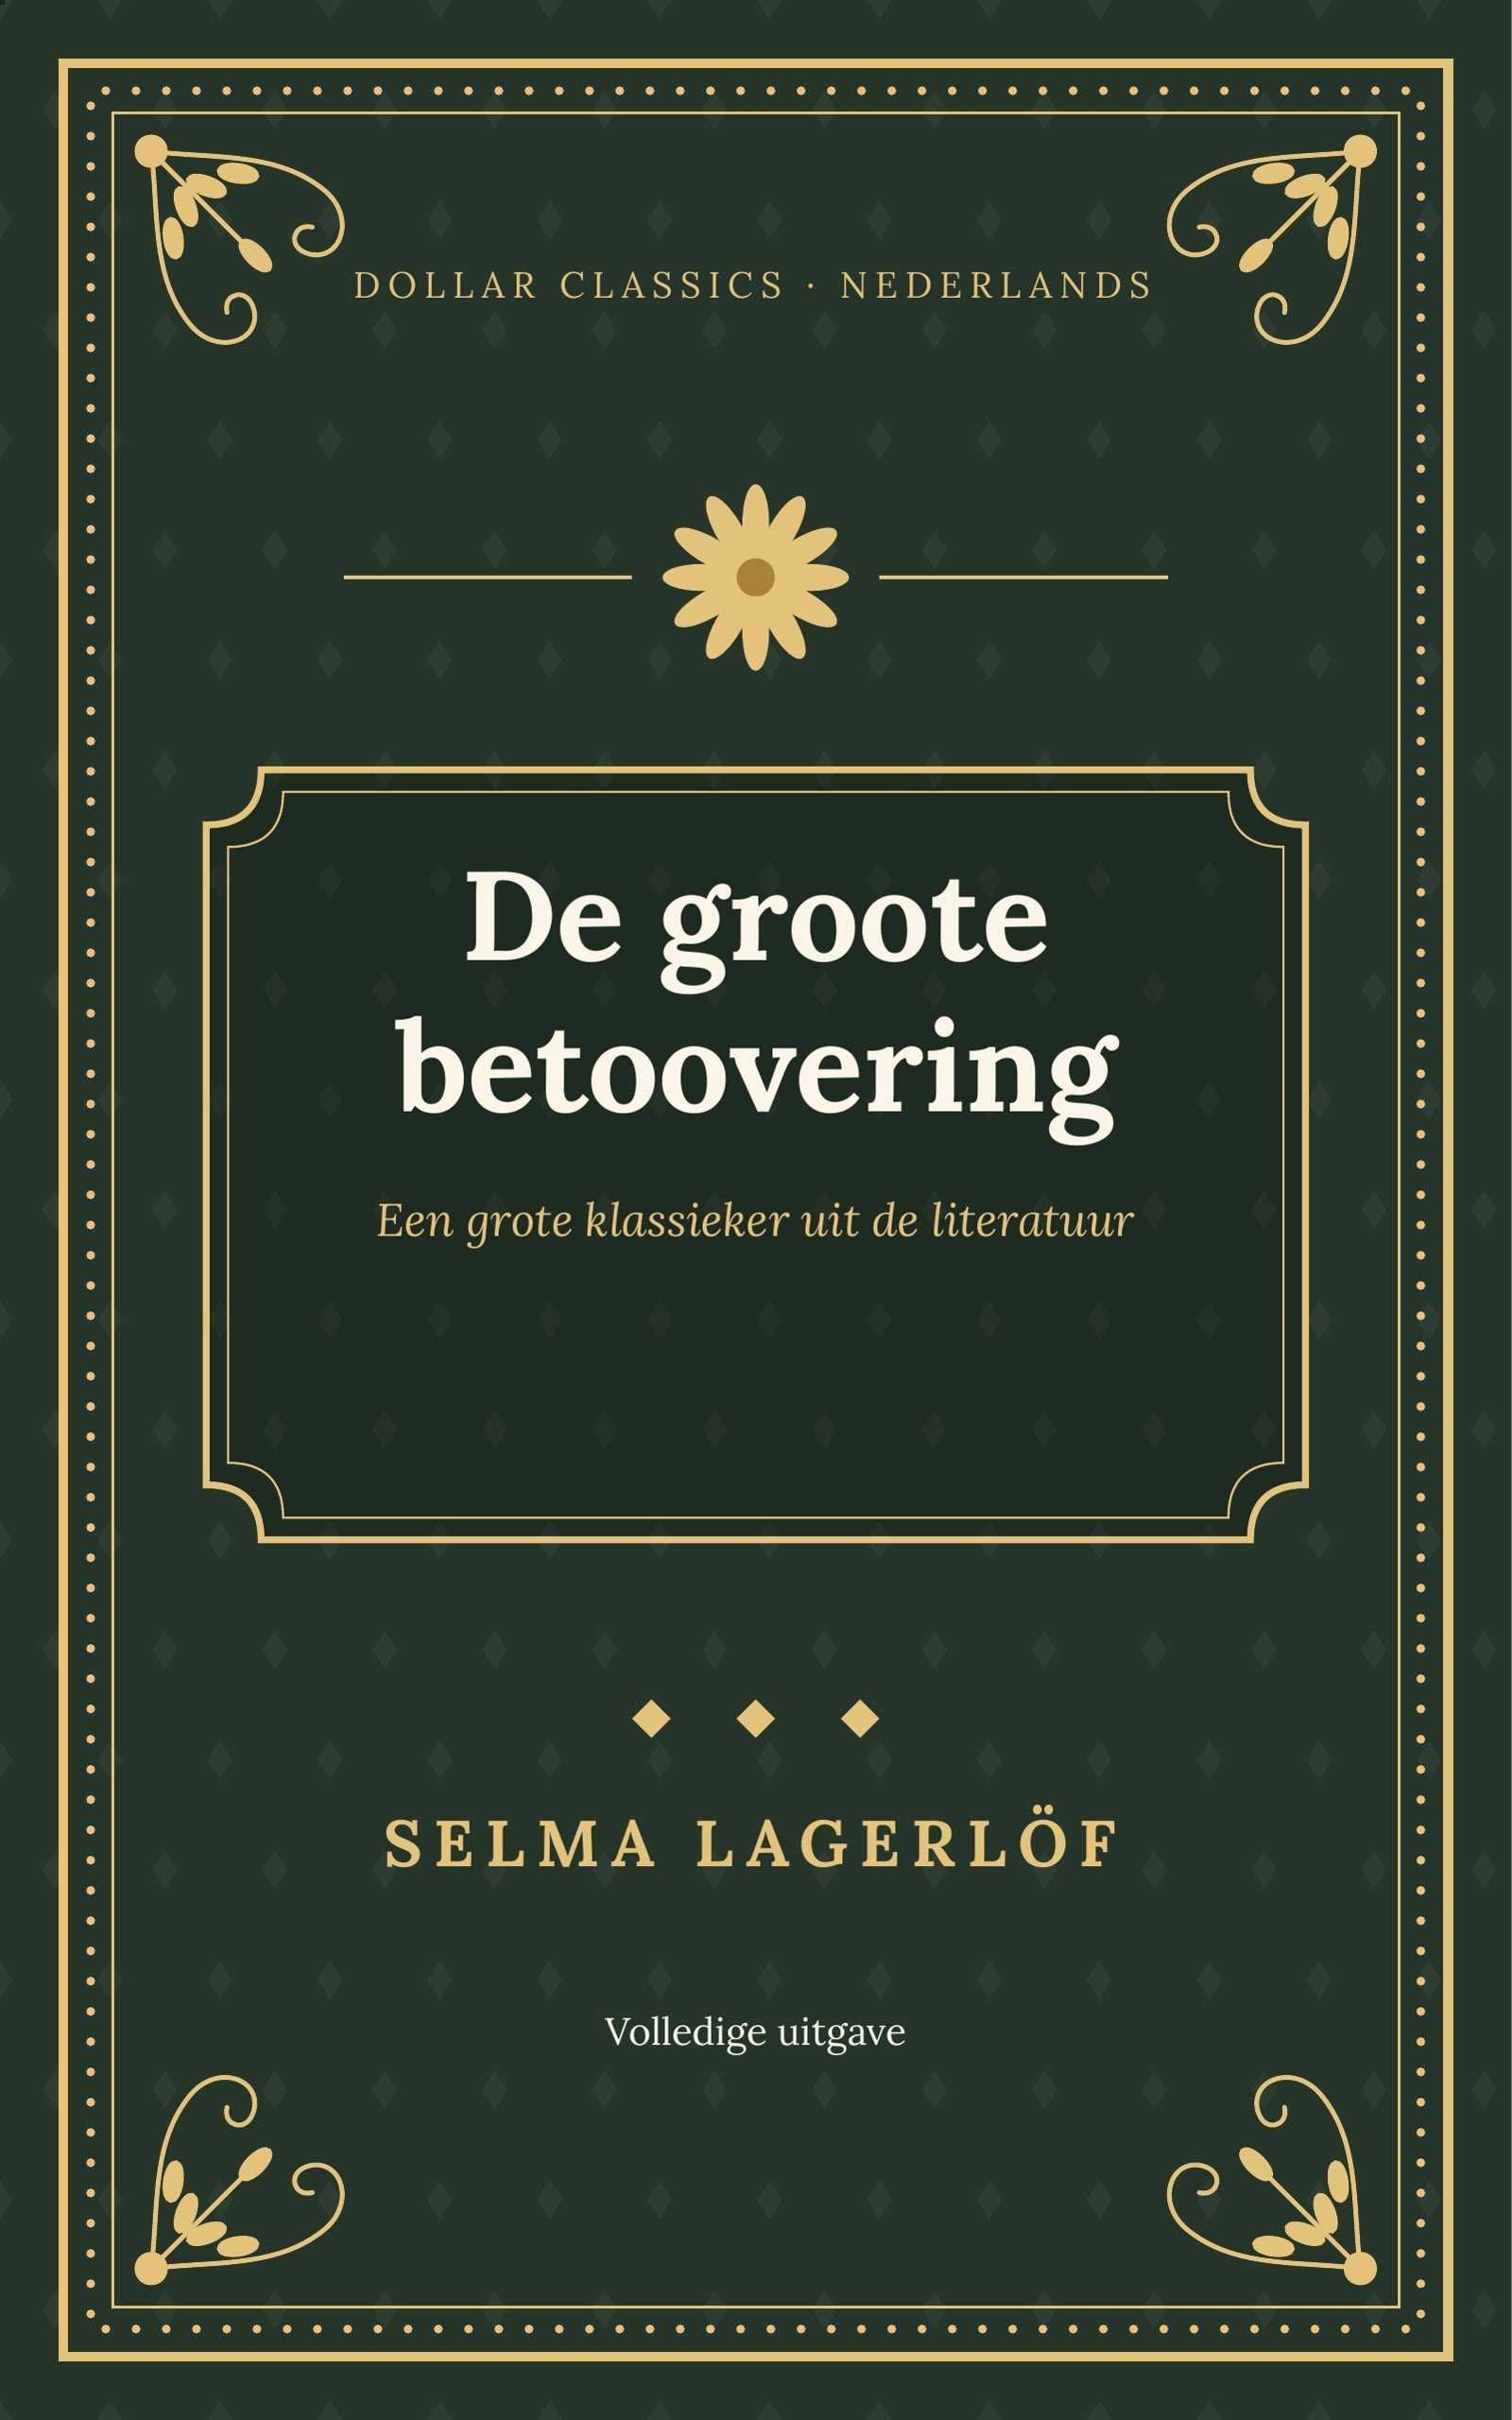 DOLLAR CLASSICS · NEDERLANDS
De groote
betoovering
Een grote klassieker uit de literatuur
SELMA LAGERLÖF
Volledige uitgave